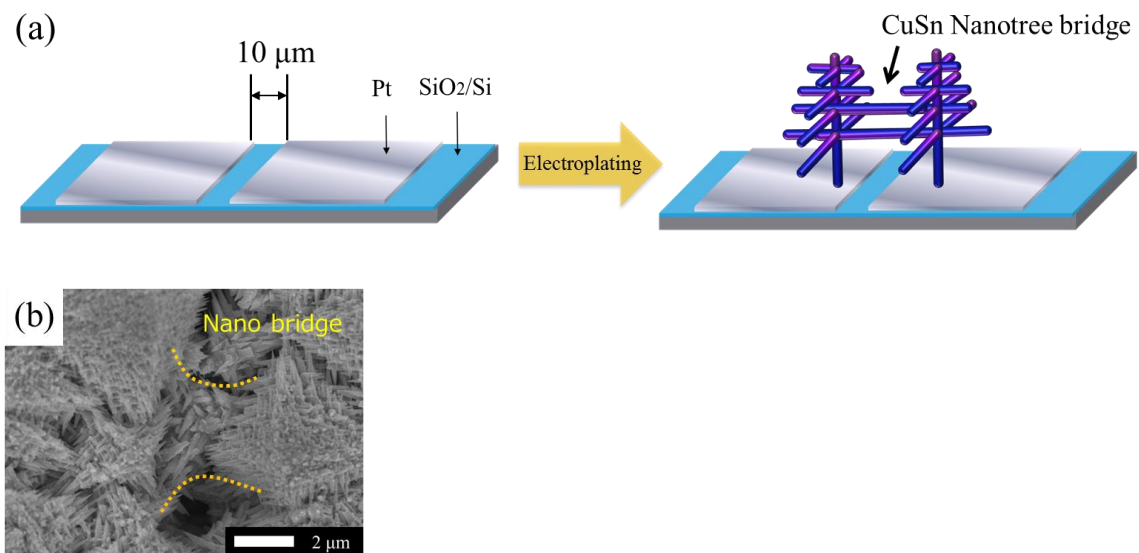 (a)
CuSn Nanotree bridge
10 μm
Pt
SiO2/Si
Electroplating
(b)
Nano bridge
2 μm